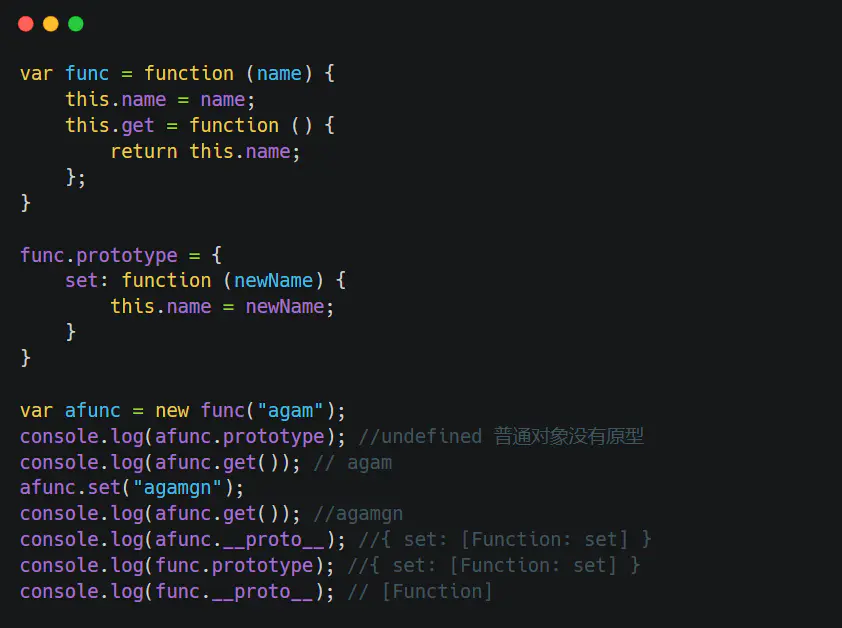 var func = function (name) {
    this.name = name;
    this.get = function () {
        return this.name;
    };
}

func.prototype = {
    set: function (newName) {
        this.name = newName;
    }
}

var afunc = new func("agam");
console.log(afunc.prototype); //undefined 普通对象没有原型
console.log(afunc.get()); // agam
afunc.set("agamgn");
console.log(afunc.get()); //agamgn
console.log(afunc.__proto__); //{ set: [Function: set] }
console.log(func.prototype); //{ set: [Function: set] }
console.log(func.__proto__); // [Function]